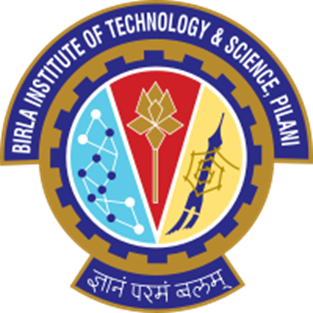 BIRLA INSTITUTE OF TECHNOLOGY & SCIENCE, PILANI
ज्ञानं परमं बलम्